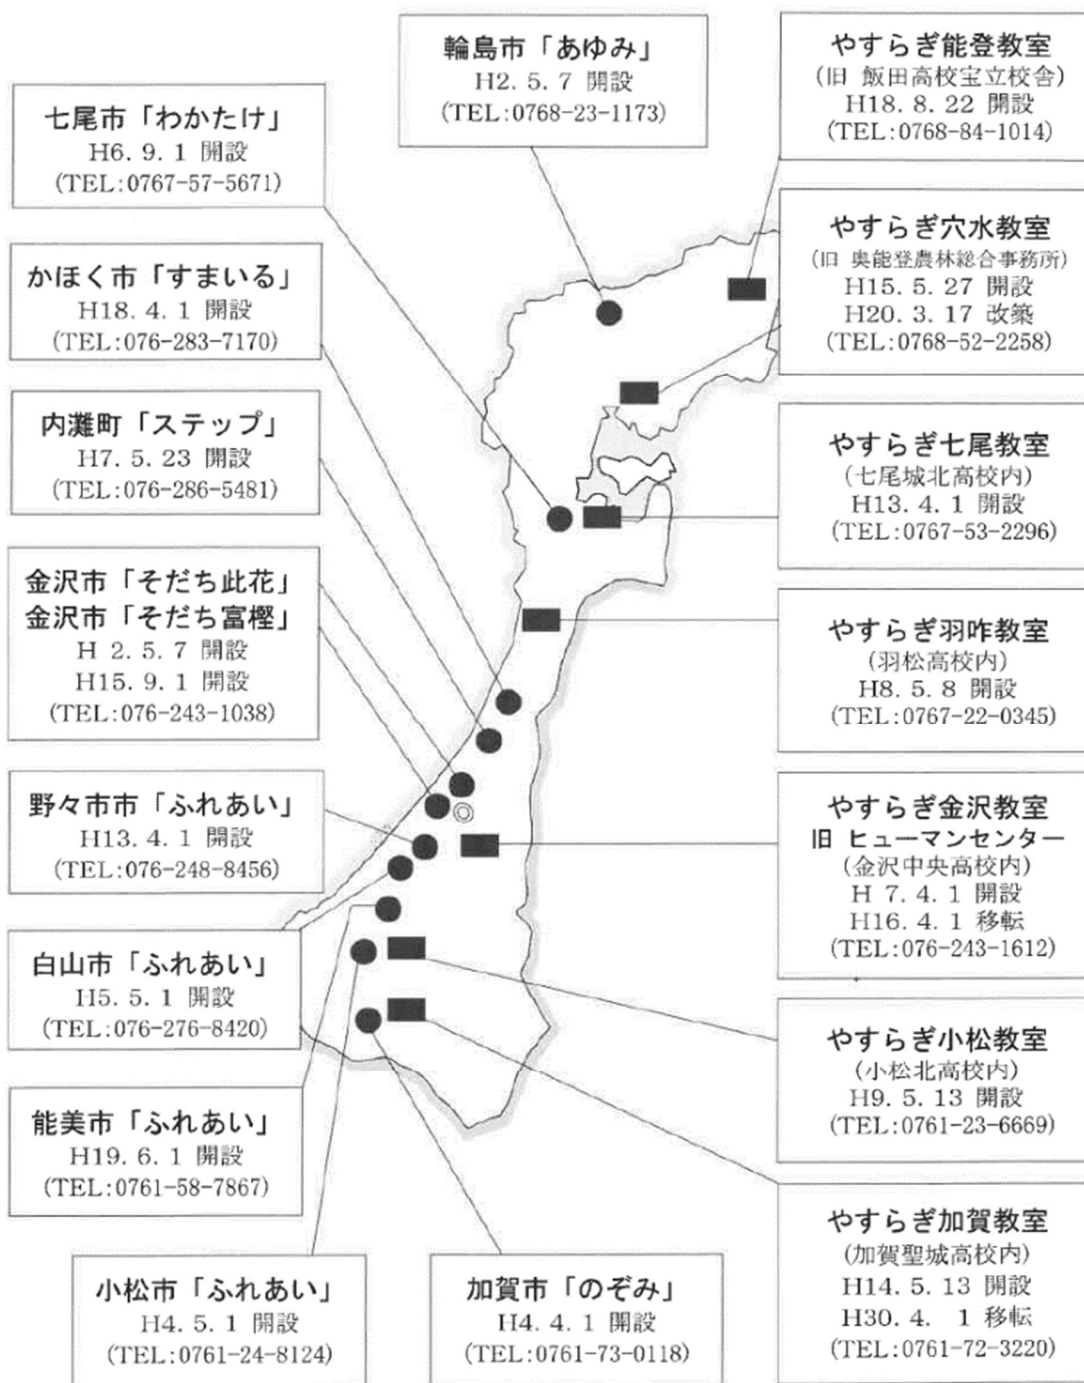 輪島市「あゆみ」
H2. 5. 7 開設
(TEL:0768-23-1173)
やすらぎ能登教室
(旧 飯田高校宝立校舎)
H18. 8. 22 開設
(TEL:0768-84-1014)
七尾市「わかたけ」
H6. 9. 1 開設
(TEL:0767-57-5671)
やすらぎ穴水教室
(旧 奥能登農林総合事務所)
H15. 5. 27 開設
H20. 3. 17 改築
(TEL:0768-52-2258)
かほく市「すまいる」
H18. 4. 1 開設
(TEL:076-283-7170)
内灘町「ステップ」
H7. 5. 23 開設
(TEL:076-286-5481)
やすらぎ七尾教室
(七尾城北高校内)
H13. 4. 1 開設
(TEL:0767-53-2296)
金沢市「そだち此花」
金沢市「そだち富樫」
H 2. 5. 7 開設
H15. 9. 1 開設
(TEL:076-243-1038)
やすらぎ羽咋教室
(羽松高校内)
H8. 5. 8 開設
(TEL:0767-22-0345)
野々市市「ふれあい」
H13. 4. 1 開設
(TEL:076-248-8456)
やすらぎ金沢教室
旧 ヒューマンセンター
(金沢中央高校内)
H 7. 4. 1 開設
H16. 4. 1 移転
(TEL:076-243-1612)
白山市「ふれあい」
H5. 5. 1 開設
(TEL:076-276-8420)
やすらぎ小松教室
(小松北高校内)
H9. 5. 13 開設
(TEL:0761-23-6669)
能美市「ふれあい」
H19. 6. 1 開設
(TEL:0761-58-7867)
やすらぎ加賀教室
(加賀聖城高校内)
H14. 5. 13 開設
H30. 4. 1 移転
(TEL:0761-72-3220)
小松市「ふれあい」
H4. 5. 1 開設
(TEL:0761-24-8124)
加賀市「のぞみ」
H4. 4. 1 開設
(TEL:0761-73-0118)